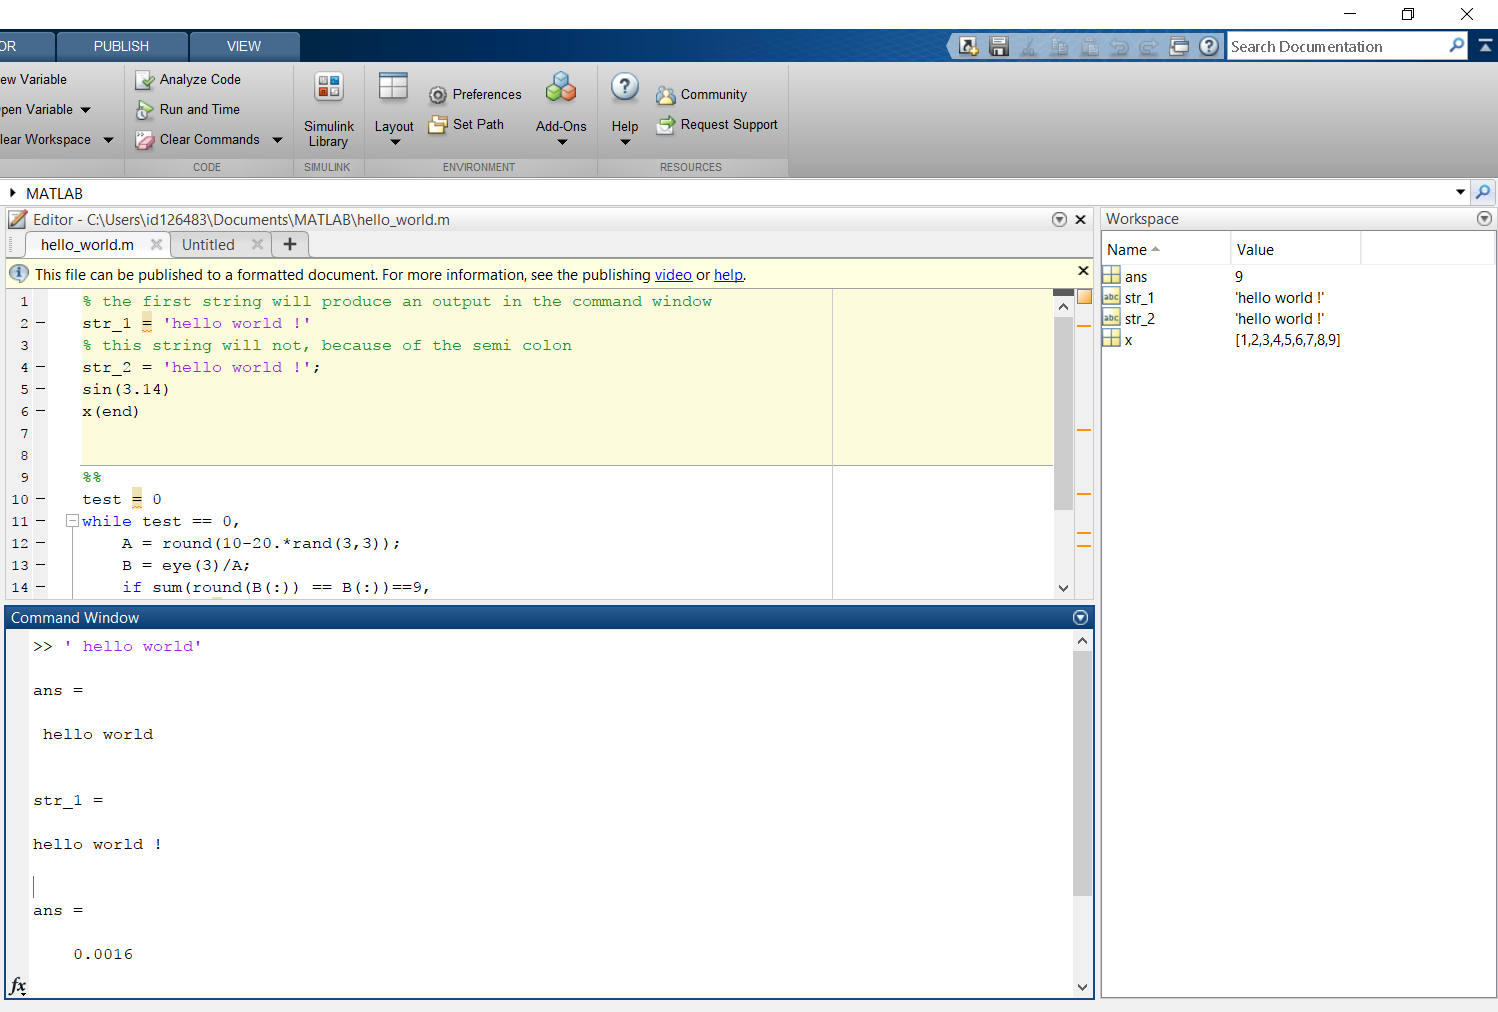 OR PUBLISH VIEW Search Documentation
ew Variable
pen Variable
lear Workspace
Analyze Code
Run and Time
Clear Commands
CODE
Simulink
Library
SIMULINK
Layout
Preferences
Set Path
Add-Ons
ENVIRONMENT
Help
Community
Request Support
RESOURCES
MATLAB
Editor - C:\Users\id126483\Documents\MATLAB\hello_world.m
hello_world.m Untitled
This file can be published to a formatted document. For more information, see the publishing video or help.
1 % the first string will produce an output in the command window
2 – str_1 = 'hello world !'
3 % this string will not, because of the semi colon
4 – str_2 = 'hello world !';
5 – sin(3.14)
6 – x(end)
7
8
9 %%
10 – test = 0
11 – while test == 0,
12 – A = round(10-20.*rand(3,3));
13 – B = eye(3)/A;
14 – if sum(round(B(:)) == B(:))==9,
Command Window
>> ' hello world'
ans =
hello world
str_1 =
hello world !
ans =
0.0016
fx
Workspace
Name Value
ans 9
str_1 'hello world !'
str_2 'hello world !'
x [1,2,3,4,5,6,7,8,9]